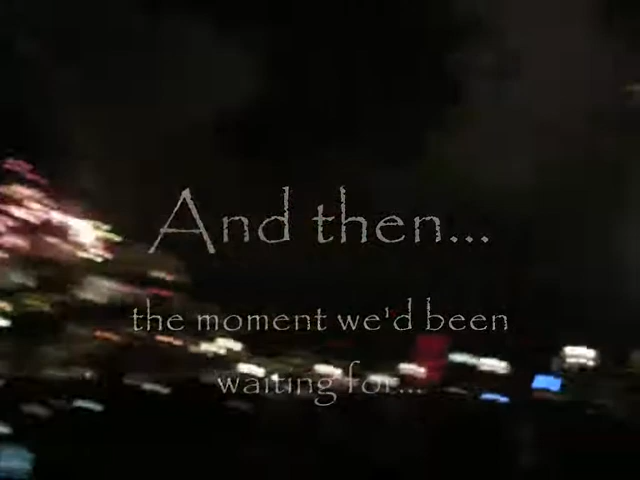 And then...
the moment we'd been
waiting for...